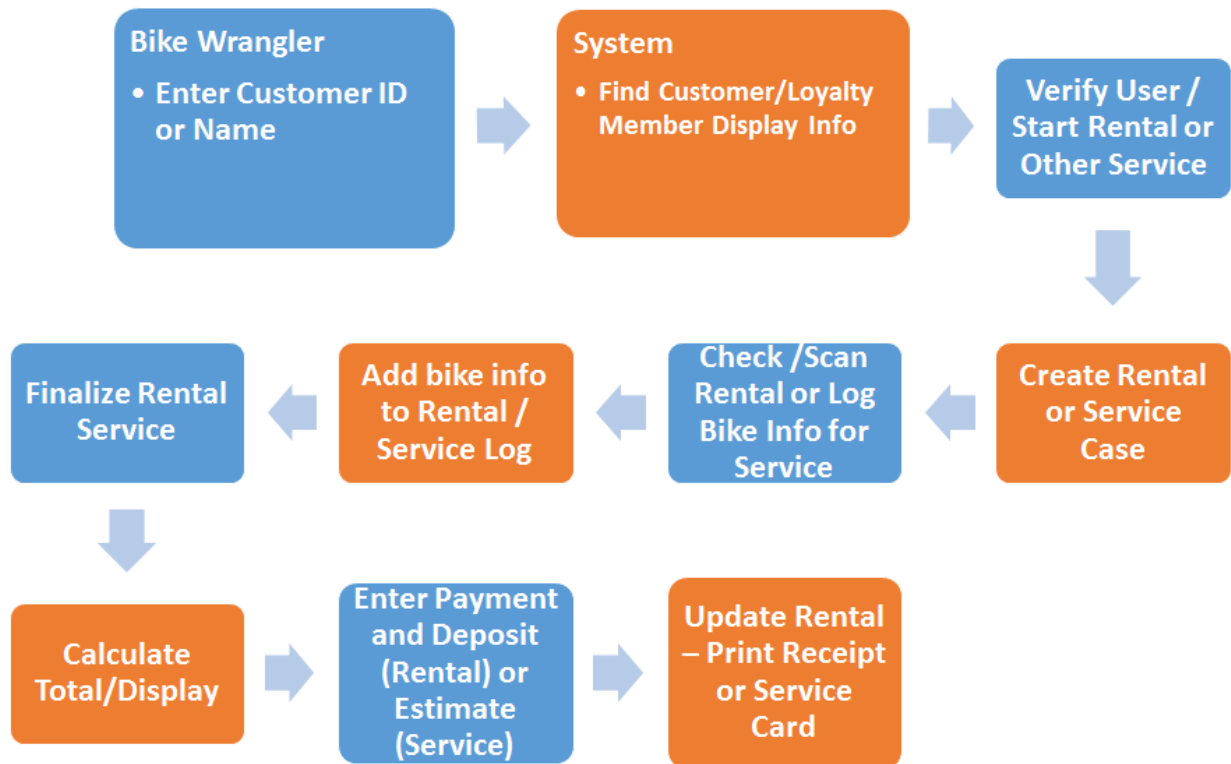 Bike Wrangler
• Enter Customer ID
or Name
System
• Find Customer/Loyalty
Member Display Info
Verify User /
Start Rental or
Other Service
Create Rental
or Service
Case
Check /Scan
Rental or Log
Bike Info for
Service
Add bike info
to Rental /
Service Log
Finalize Rental
Service
Calculate
Total/Display
Enter Payment
and Deposit
(Rental) or
Estimate
(Service)
Update Rental
– Print Receipt
or Service
Card